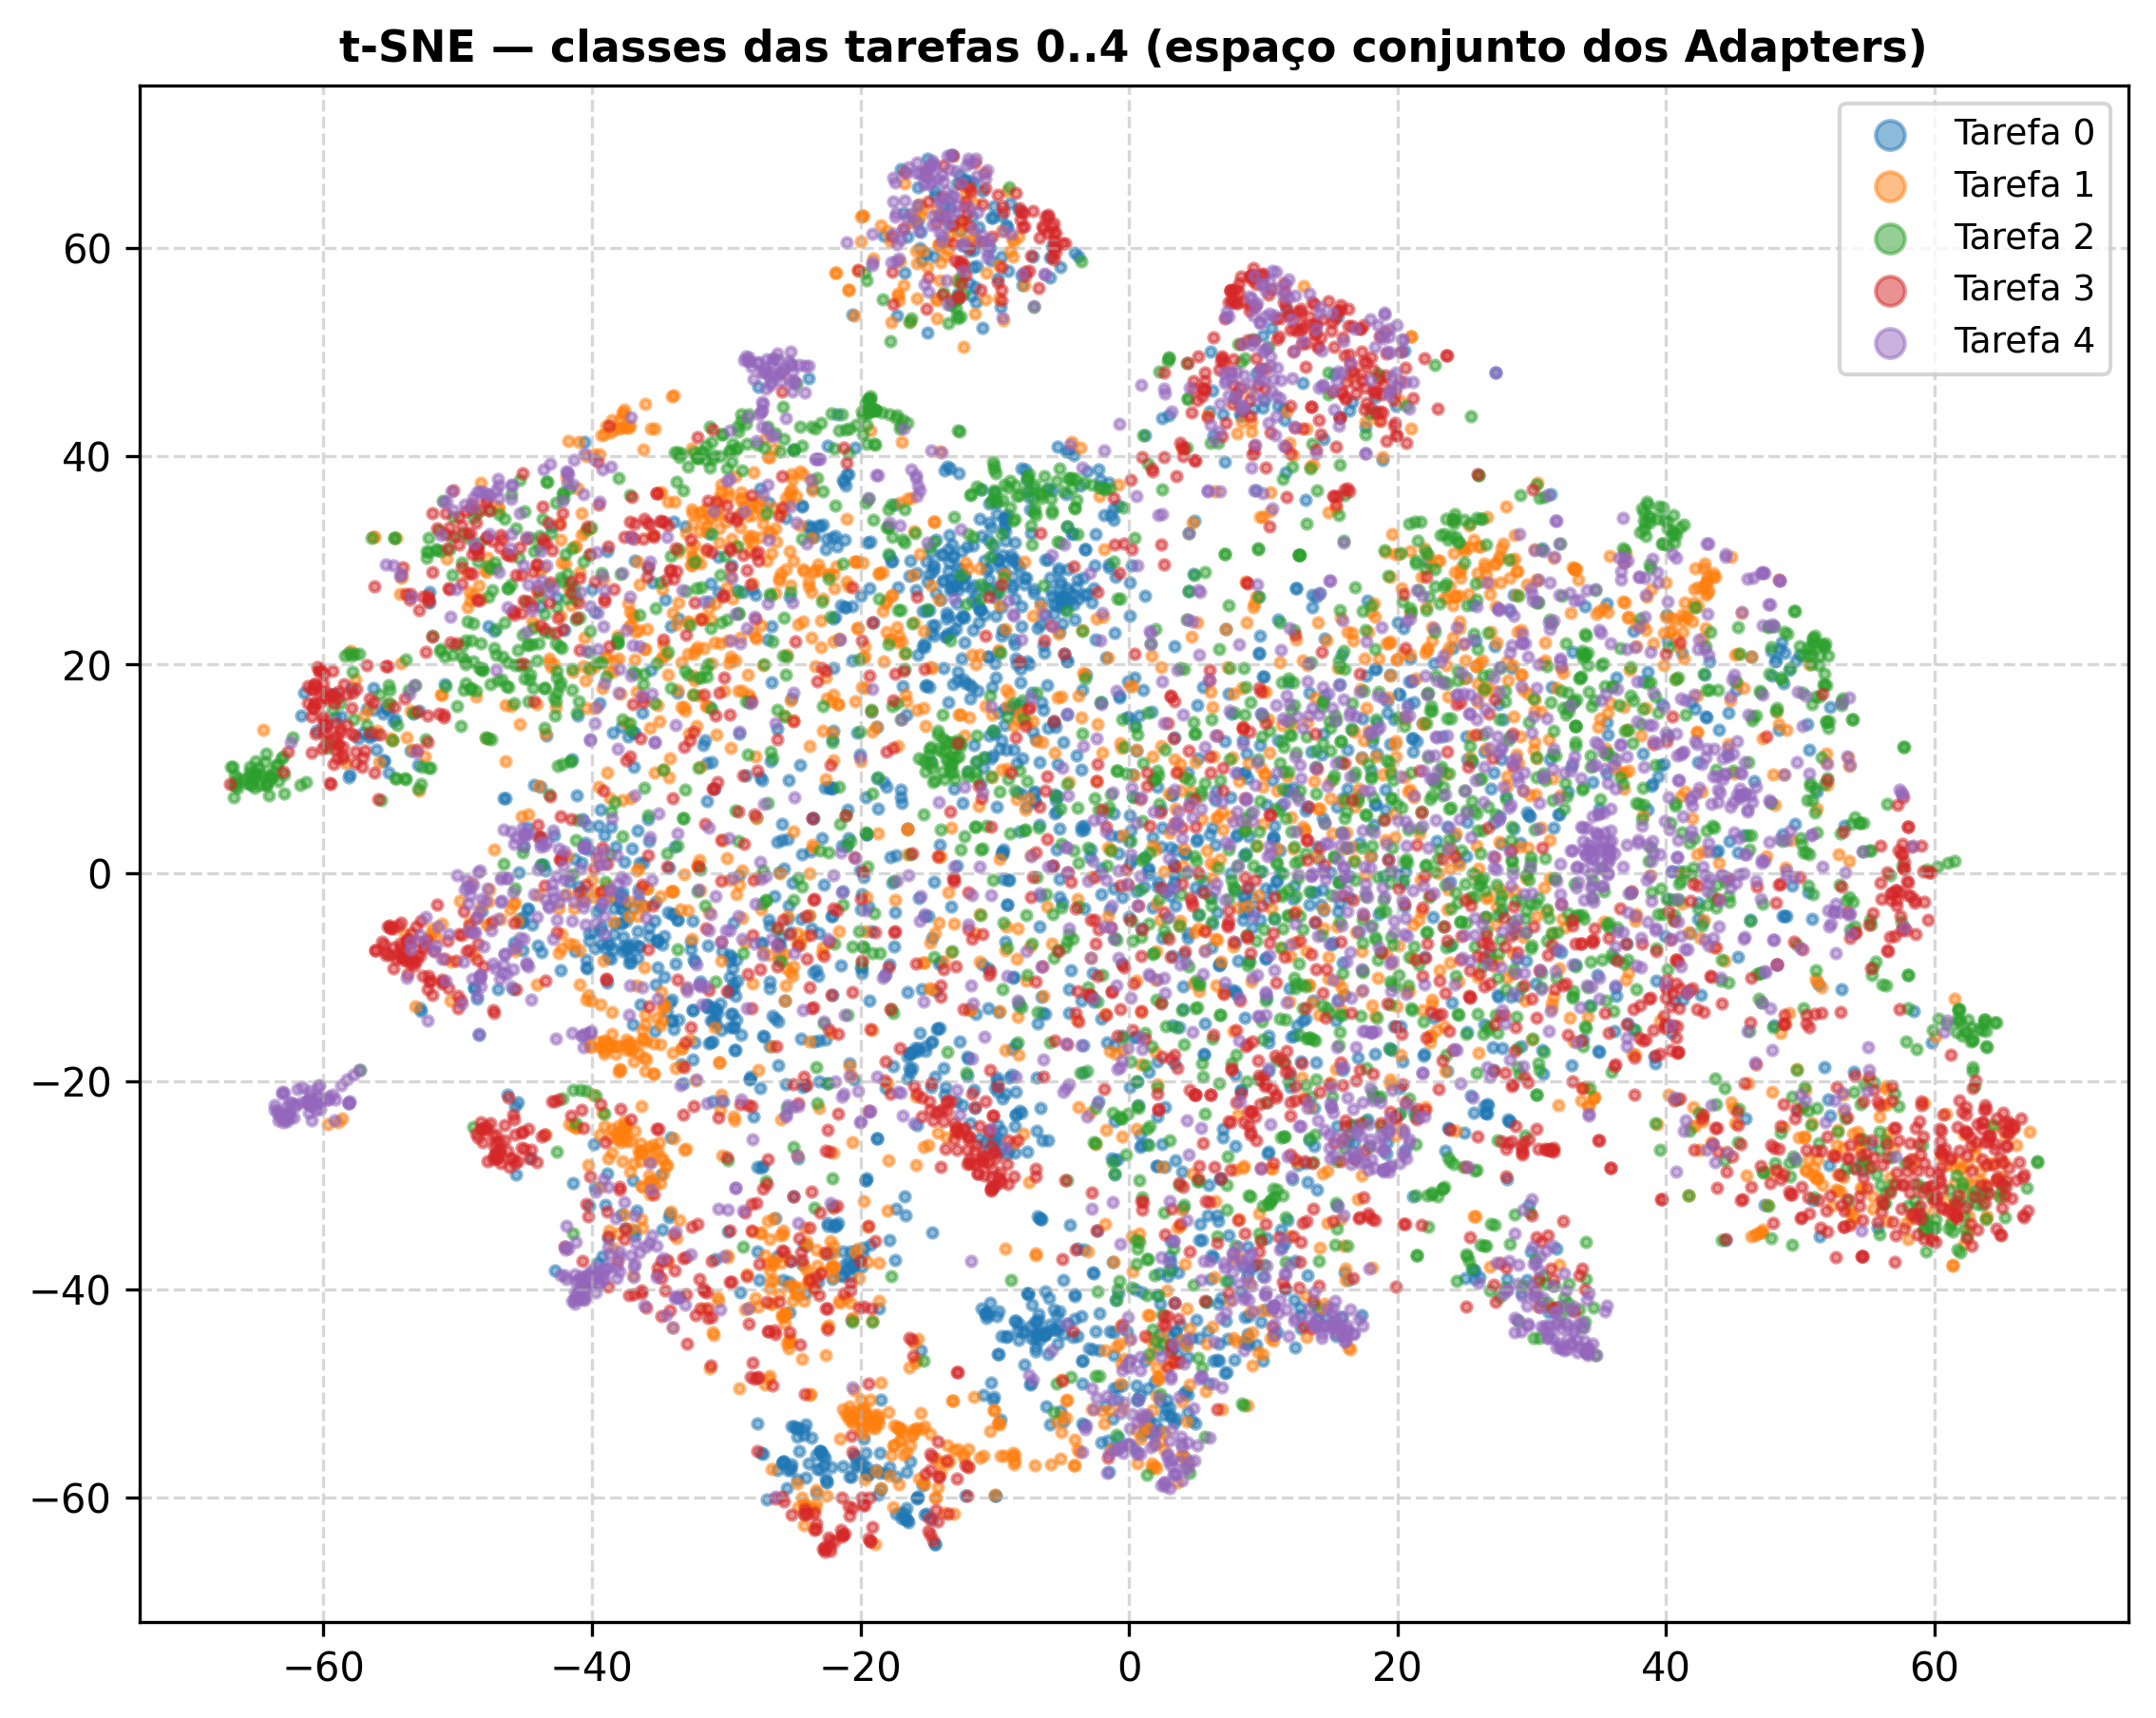 t-SNE — classes das tarefas 0..4 (espaço conjunto dos Adapters)
Tarefa 0
Tarefa 1
Tarefa 2
Tarefa 3
Tarefa 4
60
40
20
0
−20
−40
−60
−60 −40 −20 0 20 40 60